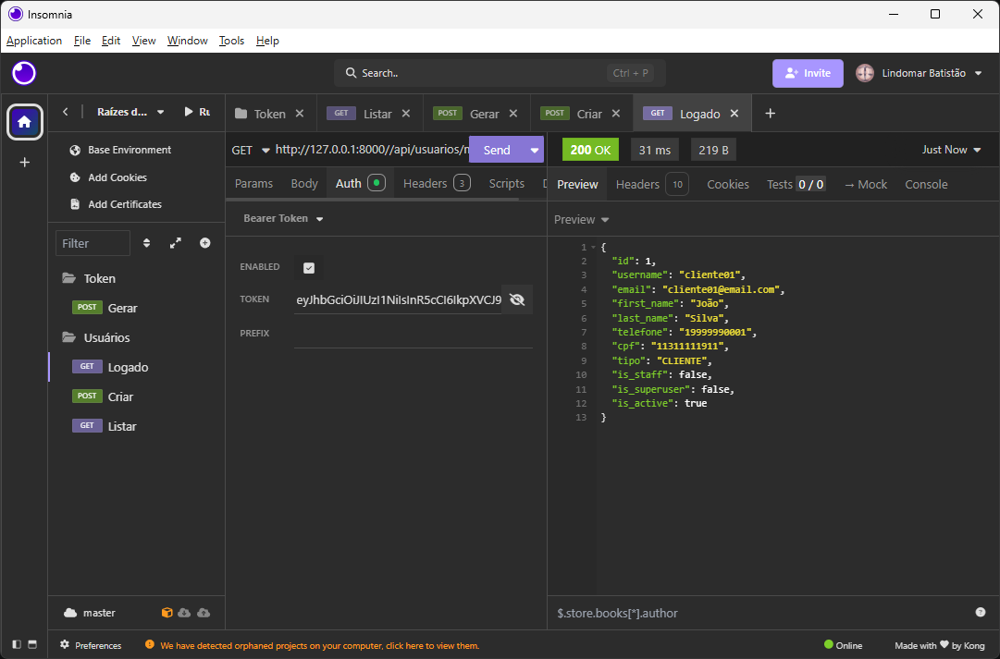 Insomnia
Application File Edit View Window Tools Help
Search.. Ctrl + P
Invite
Lindomar Batistão
Raízes d...
Ru
Token
GET Listar
POST Gerar
POST Criar
GET Logado
Base Environment
Add Cookies
Add Certificates
Filter
Token
POST Gerar
Usuários
GET Logado
POST Criar
GET Listar
master
GET http://127.0.0.1:8000//api/usuarios/
Send
Params Body Auth Headers 3 Scripts
Bearer Token
ENABLED
TOKEN eyJhbGciOiJIUzI1NiIsInR5cCI6IkpXVCJ9
PREFIX
200 OK 31 ms 219 B Just Now
Preview Headers 10 Cookies Tests 0 / 0 → Mock Console
Preview
1 {
2 "id": 1,
3 "username": "cliente01",
4 "email": "cliente01@email.com",
5 "first_name": "João",
6 "last_name": "Silva",
7 "telefone": "19999990001",
8 "cpf": "11311111911",
9 "tipo": "CLIENTE",
10 "is_staff": false,
11 "is_superuser": false,
12 "is_active": true
13 }
$.store.books[*].author
Preferences
We have detected orphaned projects on your computer, click here to view them.
Online
Made with ♥ by Kong